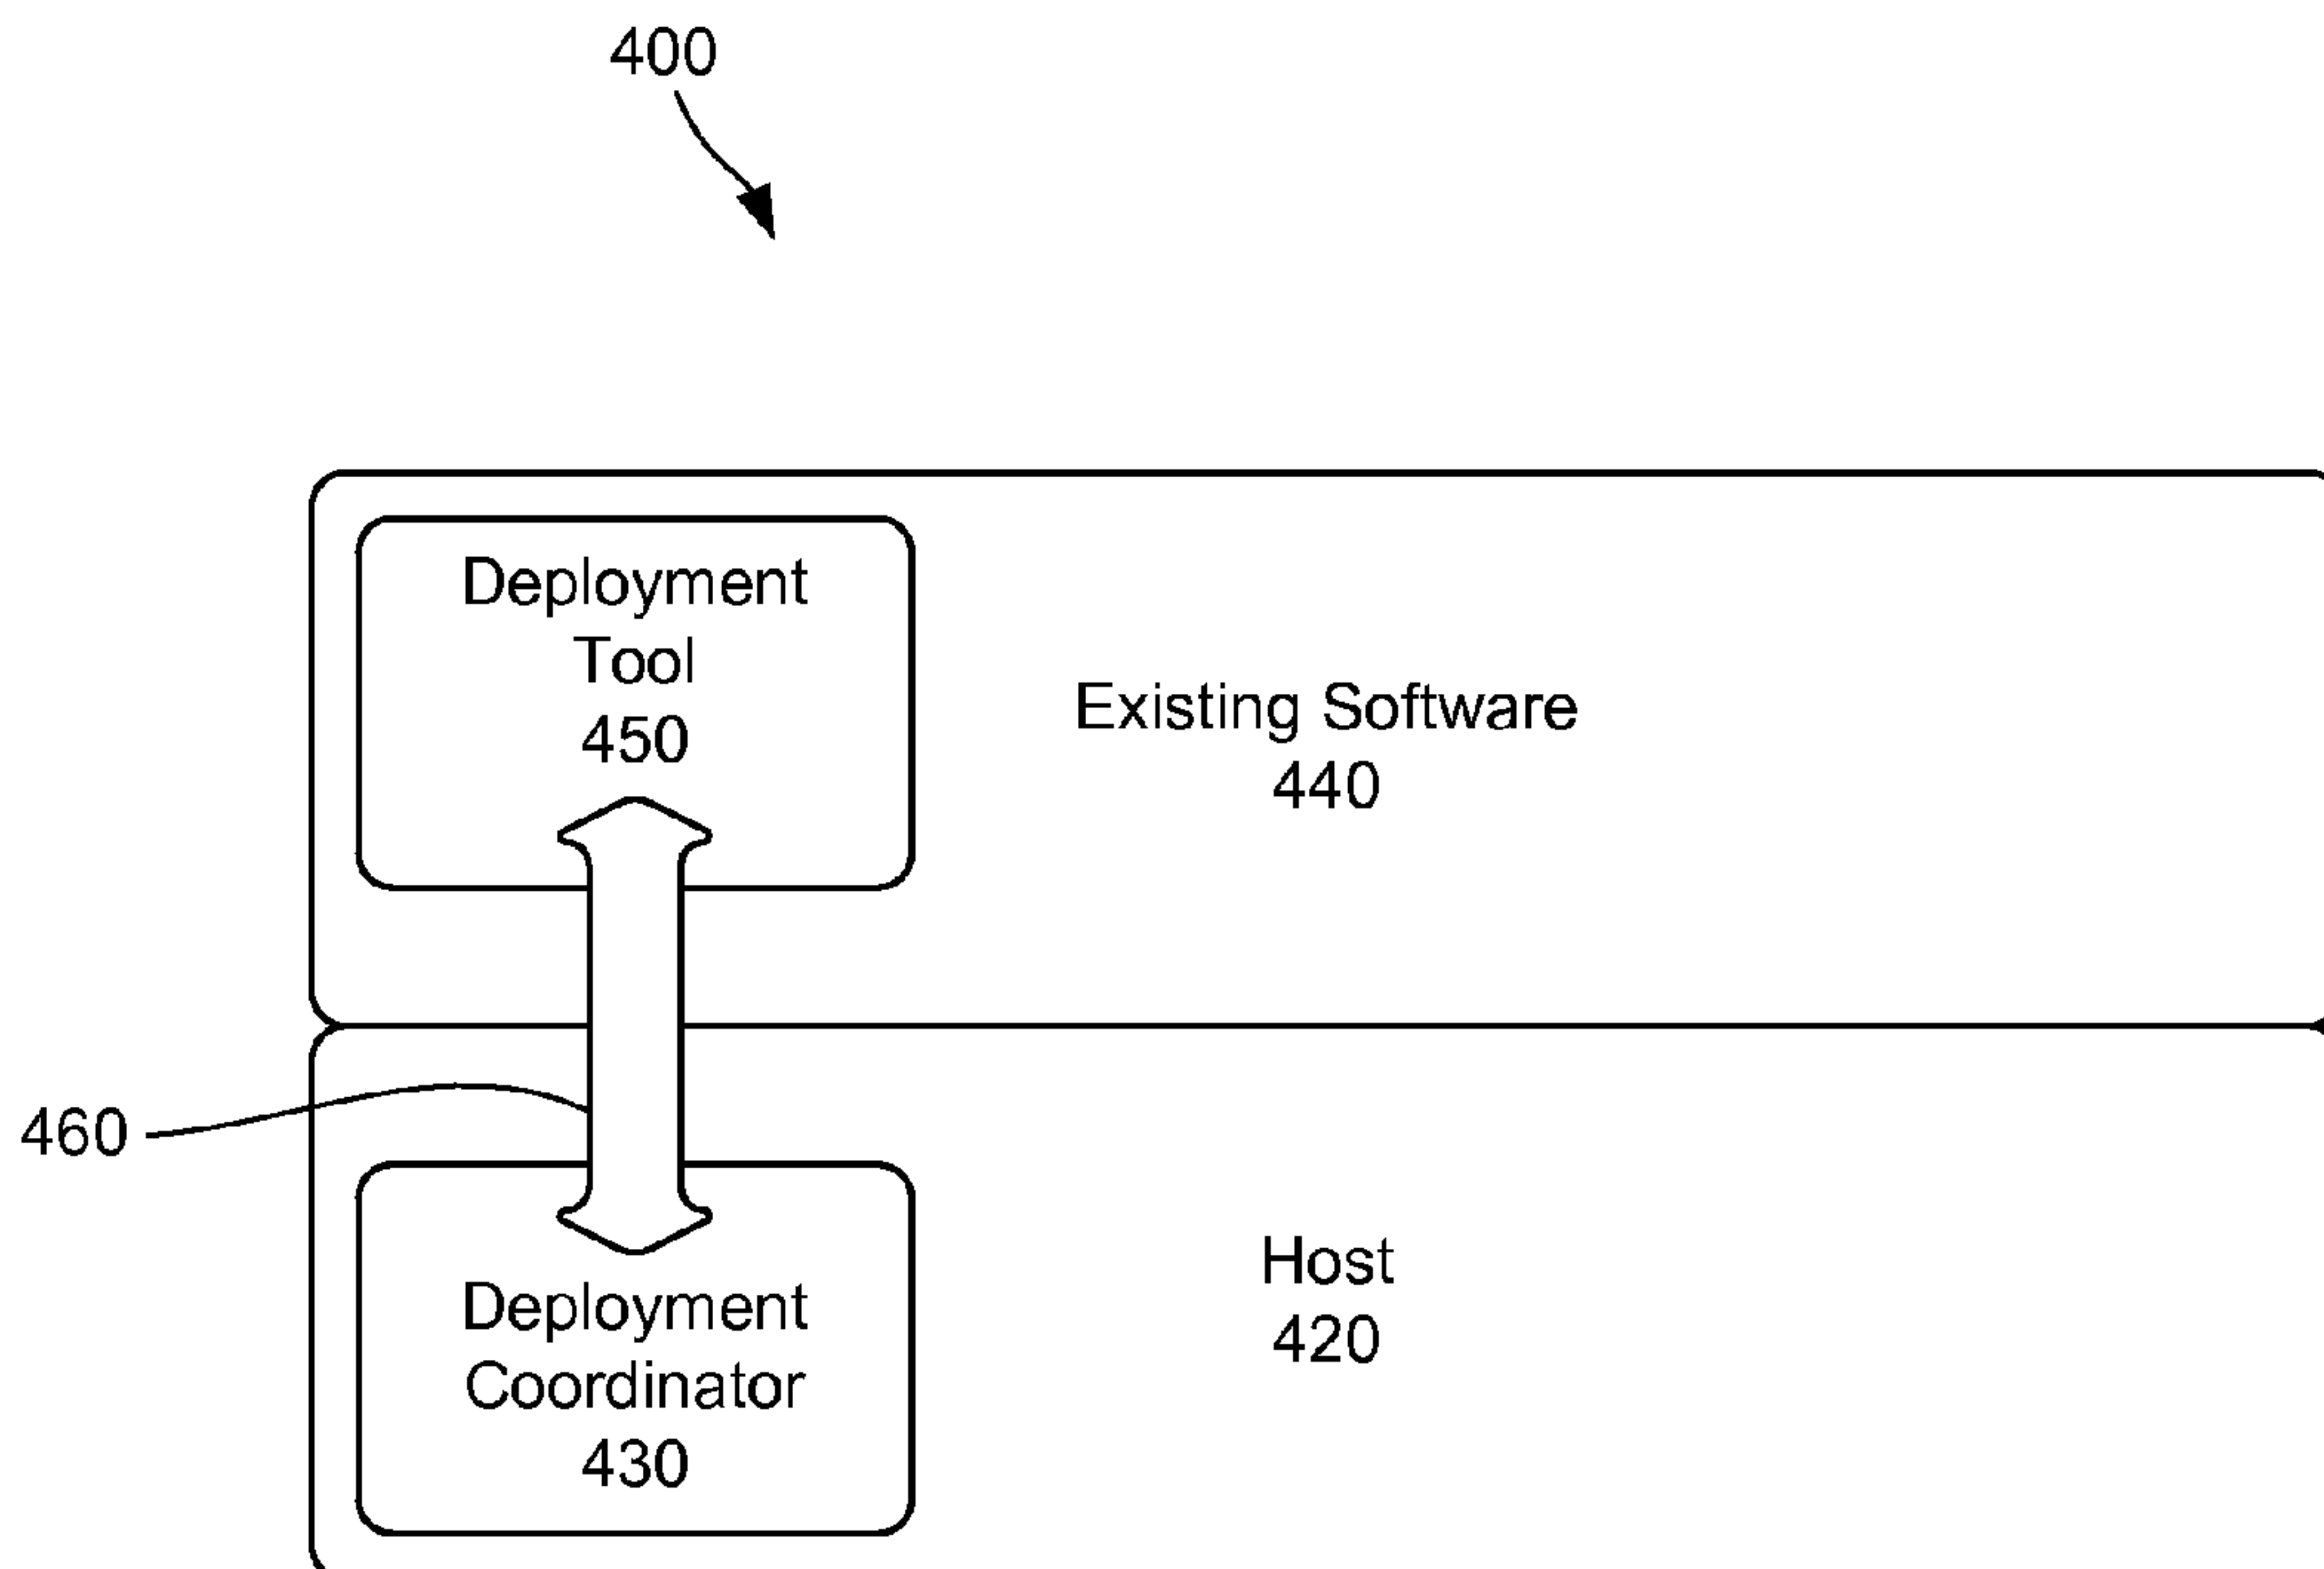 400
Deployment
Tool
450
Existing Software
440
460
Deployment
Coordinator
430
Host
420